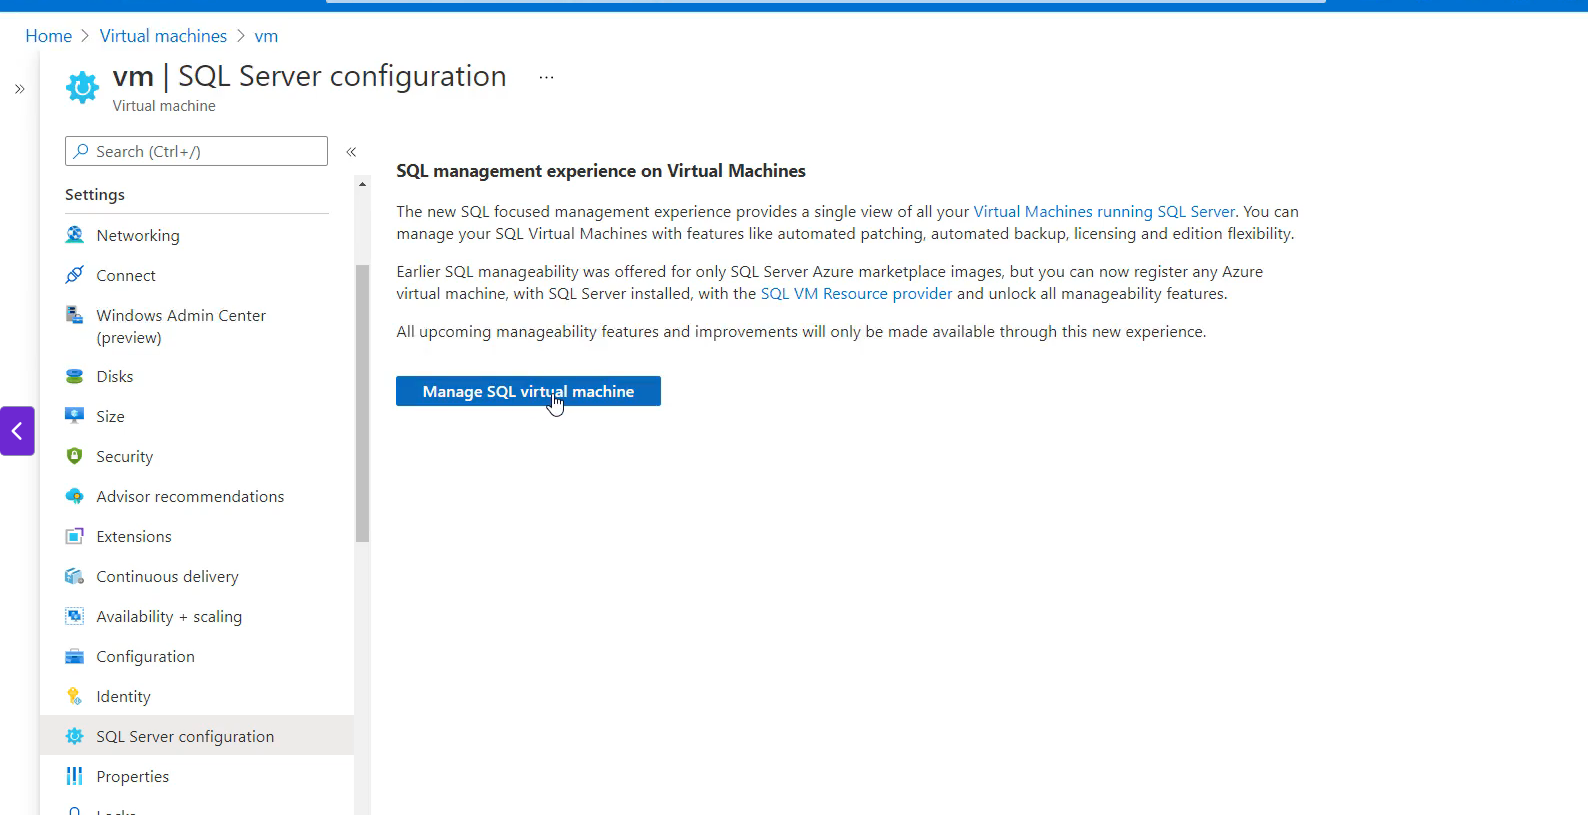 Home > Virtual machines > vm
vm | SQL Server configuration ...
Virtual machine
Search (Ctrl+/)
Settings
Networking
Connect
Windows Admin Center
(preview)
Disks
Size
Security
Advisor recommendations
Extensions
Continuous delivery
Availability + scaling
Configuration
Identity
SQL Server configuration
Properties
SQL management experience on Virtual Machines
The new SQL focused management experience provides a single view of all your Virtual Machines running SQL Server. You can
manage your SQL Virtual Machines with features like automated patching, automated backup, licensing and edition flexibility.
Earlier SQL manageability was offered for only SQL Server Azure marketplace images, but you can now register any Azure
virtual machine, with SQL Server installed, with the SQL VM Resource provider and unlock all manageability features.
All upcoming manageability features and improvements will only be made available through this new experience.
Manage SQL virtual machine